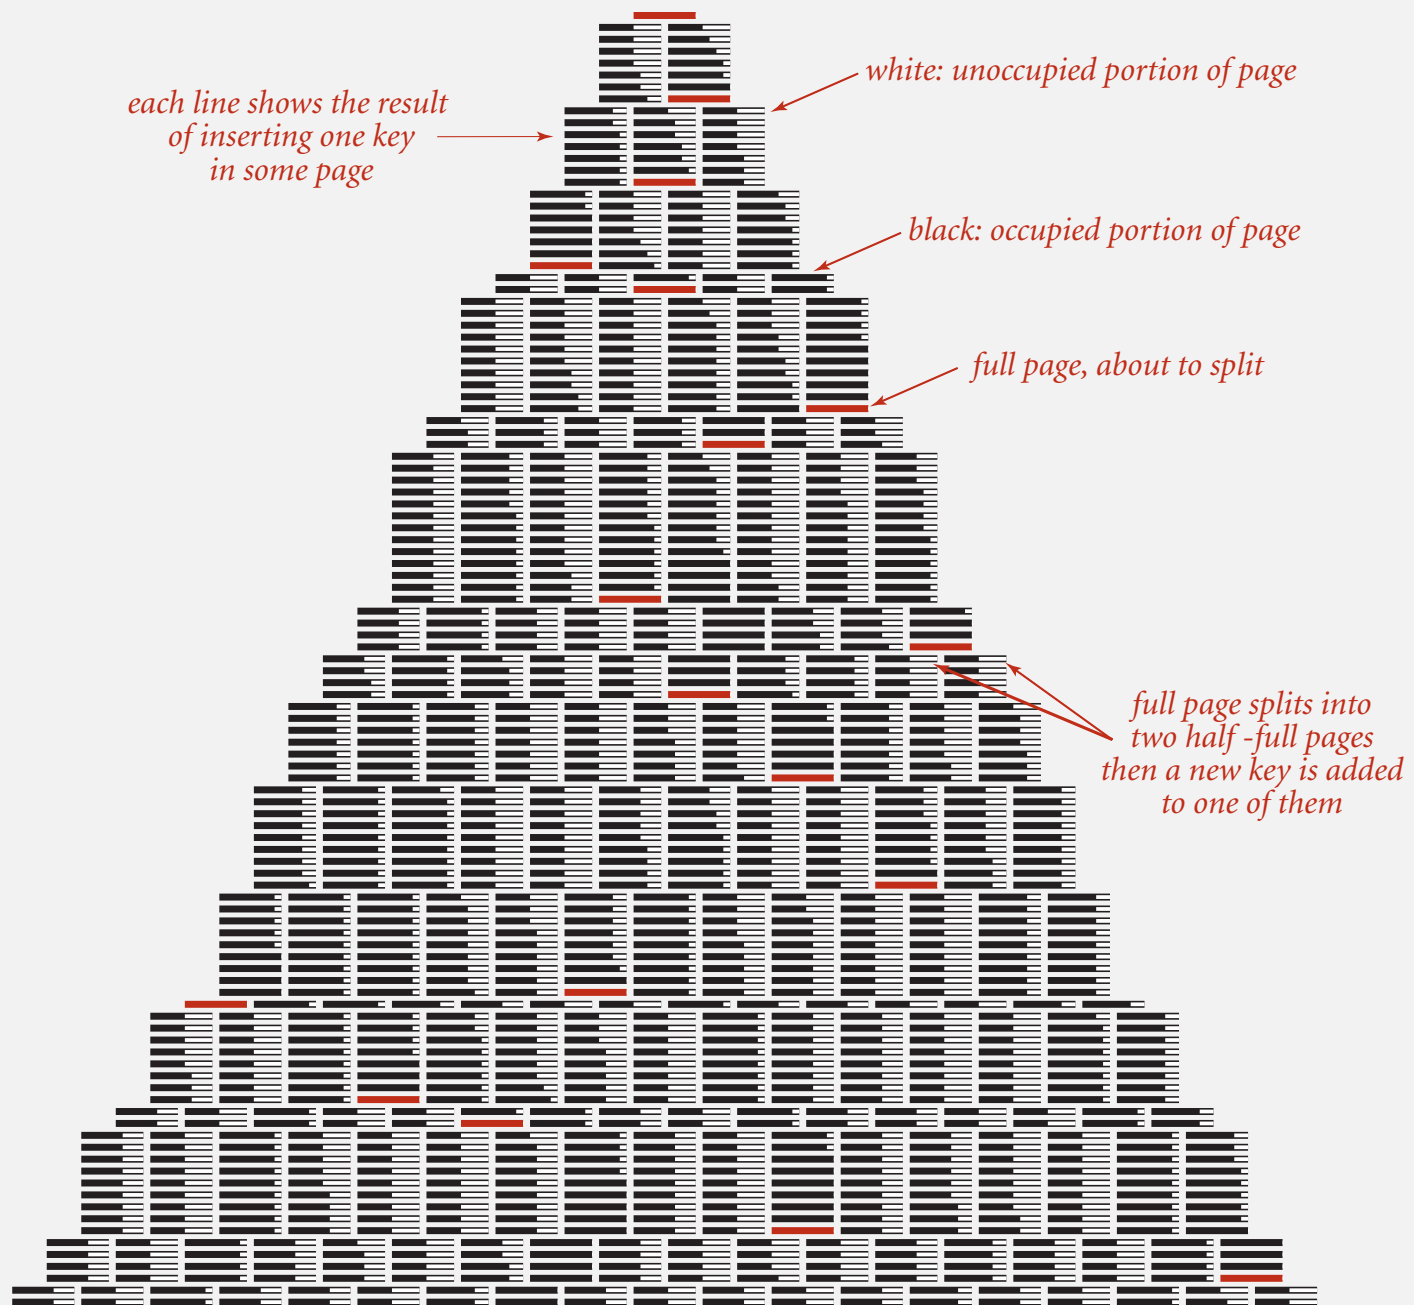 white: unoccupied portion of page
each line shows the result
of inserting one key
in some page
black: occupied portion of page
full page, about to split
full page splits into
two half -full pages
then a new key is added
to one of them